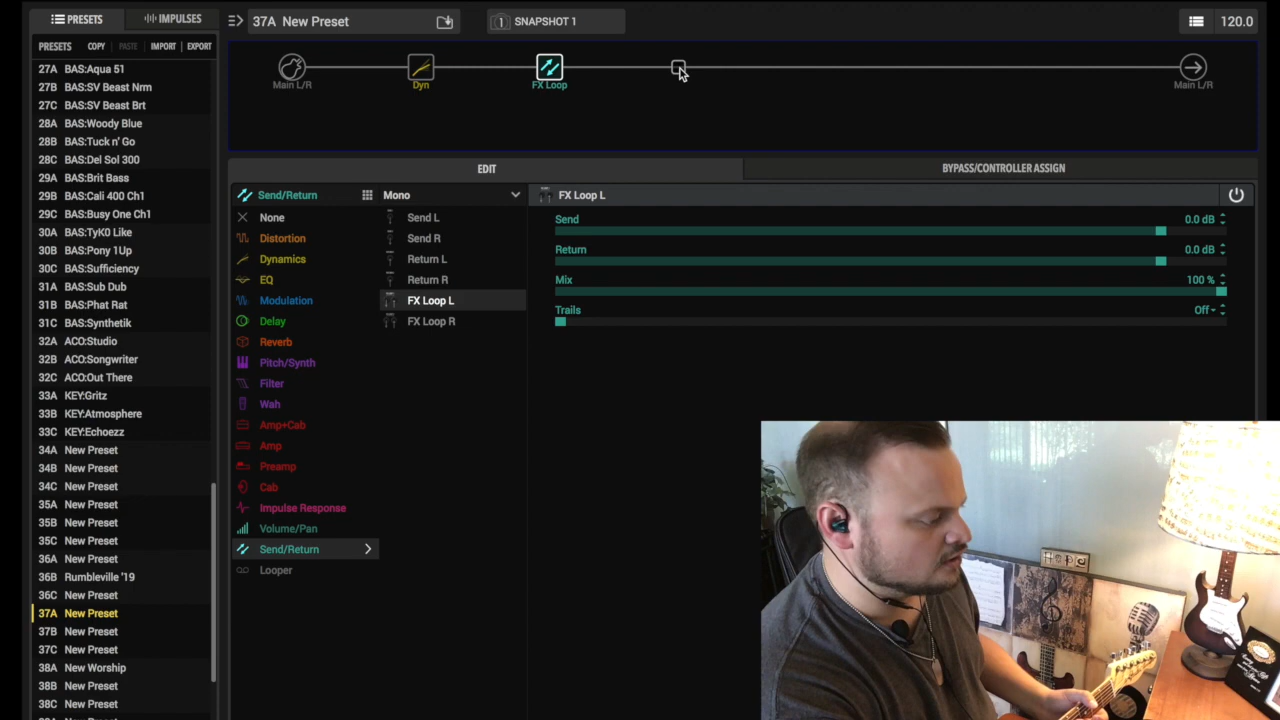 PRESETS
IMPULSES
37A New Preset
SNAPSHOT 1
120.0
PRESETS COPY PASTE IMPORT EXPORT
27A BAS:Aqua 51
27B BAS:SV Beast Nrm
27C BAS:SV Beast Brt
28A BAS:Woody Blue
28B BAS:Tuck n' Go
28C BAS:Del Sol 300
29A BAS:Brit Bass
29B BAS:Cali 400 Ch1
29C BAS:Busy One Ch1
30A BAS:TyK0 Like
30B BAS:Pony 1Up
30C BAS:Sufficiency
31A BAS:Sub Dub
31B BAS:Phat Rat
31C BAS:Synthetik
32A ACO:Studio
32B ACO:Songwriter
32C ACO:Out There
33A KEY:Gritz
33B KEY:Atmosphere
33C KEY:Echoezz
34A New Preset
34B New Preset
34C New Preset
35A New Preset
35B New Preset
35C New Preset
36A New Preset
36B Rumbleville '19
36C New Preset
37A New Preset
37B New Preset
37C New Preset
38A New Worship
38B New Preset
38C New Preset
Main L/R
Dyn
FX Loop
Main L/R
EDIT
BYPASS/CONTROLLER ASSIGN
Send/Return
None
Distortion
Dynamics
EQ
Modulation
Delay
Reverb
Pitch/Synth
Filter
Wah
Amp+Cab
Amp
Preamp
Cab
Impulse Response
Volume/Pan
Send/Return
Looper
Mono
Send L
Send R
Return L
Return R
FX Loop L
FX Loop R
FX Loop L
Send 0.0 dB
Return 0.0 dB
Mix 100 %
Trails Off
Hope